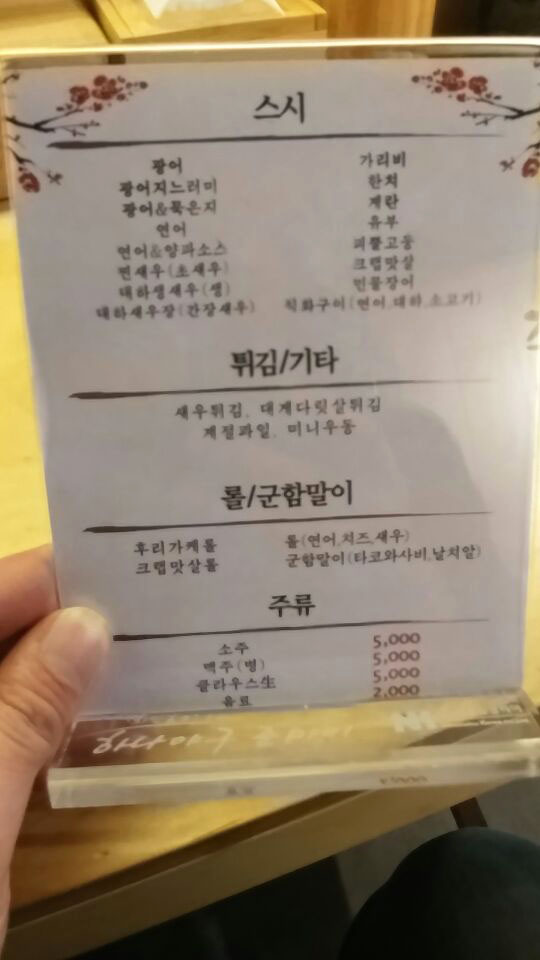 스시
광어
광어지느러미
광어&묵은지
연어
연어&양파소스
찐새우(초새우)
대하생새우(생)
대하새우장(간장새우)
가리비
한치
계란
유부
피뿔고둥
크랩맛살
민물장어
직화구이(연어,대하,소고기)
튀김/기타
새우튀김, 대게다릿살튀김
계절과일, 미니우동
롤/군함말이
후리가케롤
크랩맛살롤
롤(연어,치즈,새우)
군함말이(타코와사비,날치알)
주류
소주 5,000
맥주(병) 5,000
클라우스生 5,000
음료 2,000